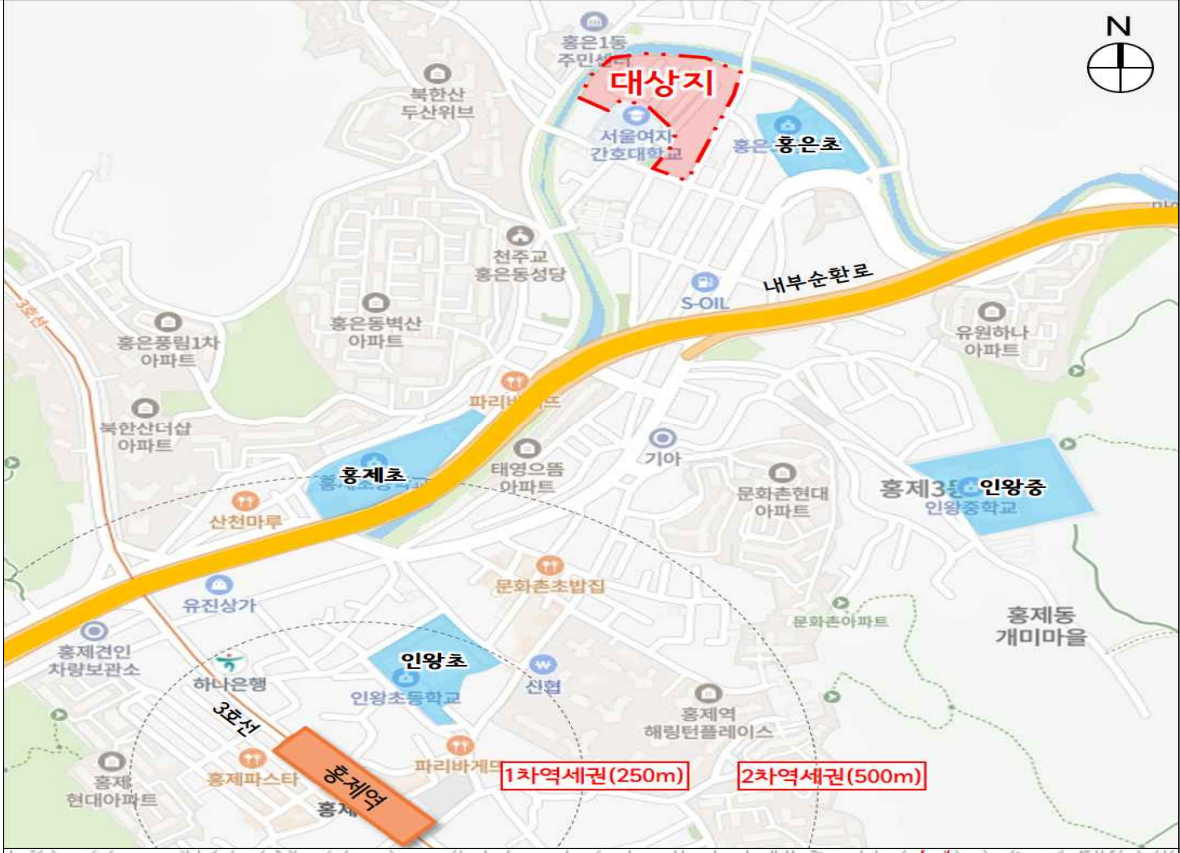 N
홍은1동
주민센터
대상지
북한산
두산위브
서울여자
간호대학교
홍은
홍은초
천주교
홍은동성당
내부순환로
S-OIL
3호선
홍은동벽산
아파트
홍은풍림1차
아파트
유원하나
아파트
파리바게뜨
북한산더샵
아파트
홍제초
태영으뜸
아파트
기아
문화촌현대
아파트
홍제3동
인왕중
인왕중학교
산천마루
문화촌초밥집
유진상가
문화촌아파트
홍제동
개미마을
홍제견인
차량보관소
하나은행
인왕초
인왕초등학교
신협
3호선
홍제역
해링턴플레이스
홍제파스타
파리바게뜨
1차역세권(250m)
2차역세권(500m)
홍제
현대아파트
홍제역
홍제